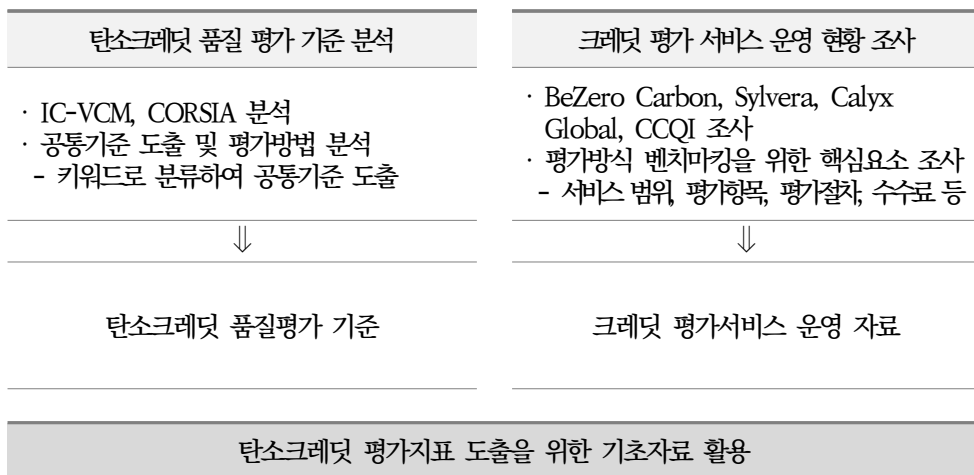 탄소크레딧 품질 평가 기준 분석
· IC-VCM, CORSIA 분석
· 공통기준 도출 및 평가방법 분석
- 키워드로 분류하여 공통기준 도출
⇓
탄소크레딧 품질평가 기준
크레딧 평가 서비스 운영 현황 조사
· BeZero Carbon, Sylvera, Calyx
Global, CCQI 조사
· 평가방식 벤치마킹을 위한 핵심요소 조사
- 서비스 범위, 평가항목, 평가절차, 수수료 등
⇓
크레딧 평가서비스 운영 자료
탄소크레딧 평가지표 도출을 위한 기초자료 활용